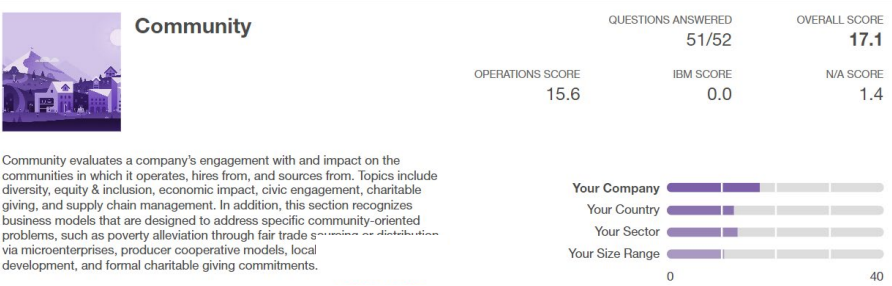 Community
QUESTIONS ANSWERED
51/52
OVERALL SCORE
17.1
OPERATIONS SCORE
15.6
IBM SCORE
0.0
N/A SCORE
1.4
Community evaluates a company's engagement with and impact on the
communities in which it operates, hires from, and sources from. Topics include
diversity, equity & inclusion, economic impact, civic engagement, charitable
giving, and supply chain management. In addition, this section recognizes
business models that are designed to address specific community-oriented
problems, such as poverty alleviation through fair trade sourcing or distribution
via microenterprises, producer cooperative models, local
development, and formal charitable giving commitments.
Your Company
Your Country
Your Sector
Your Size Range
0
40